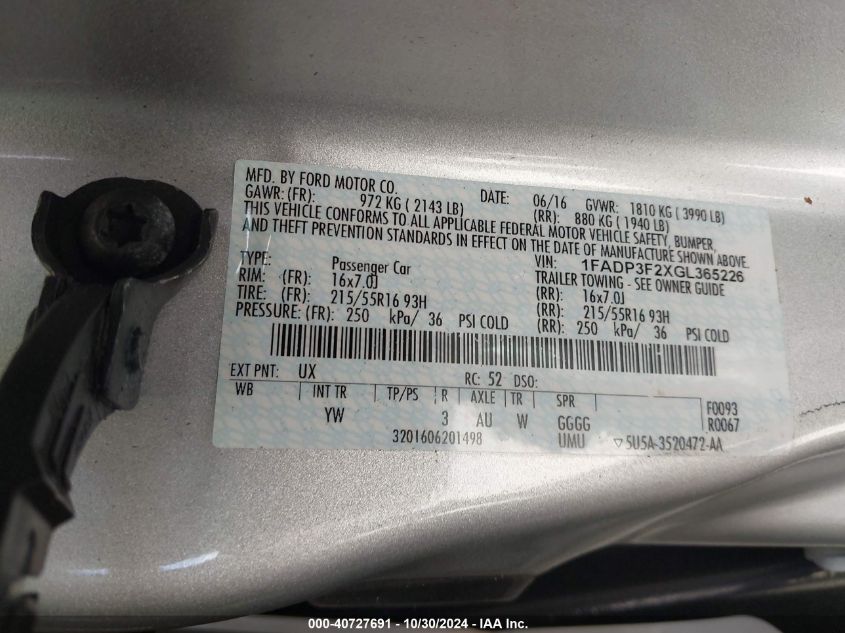 MFD. BY FORD MOTOR CO. DATE: 06/16 GVWR: 1810 KG ( 3990 LB)
GAWR: (FR): 972 KG ( 2143 LB) (RR): 880 KG ( 1940 LB)
THIS VEHICLE CONFORMS TO ALL APPLICABLE FEDERAL MOTOR VEHICLE SAFETY, BUMPER,
AND THEFT PREVENTION STANDARDS IN EFFECT ON THE DATE OF MANUFACTURE SHOWN ABOVE.
VIN: 1FADP3F2XGL365226
TYPE: Passenger Car TRAILER TOWING - SEE OWNER GUIDE
RIM: (FR): 16x7.0J (RR): 16x7.0J
TIRE: (FR): 215/55R16 93H (RR): 215/55R16 93H
PRESSURE: (FR): 250 kPa/ 36 PSI COLD (RR): 250 kPa/ 36 PSI COLD
EXT PNT: UX RC: 52 DSO:
WB INT TR TP/PS R AXLE TR SPR F0093
YW 3 AU W GGGG R0067
3201606201498 UMU ▽5U5A-3520472-AA
000-40727691 - 10/30/2024 - IAA Inc.